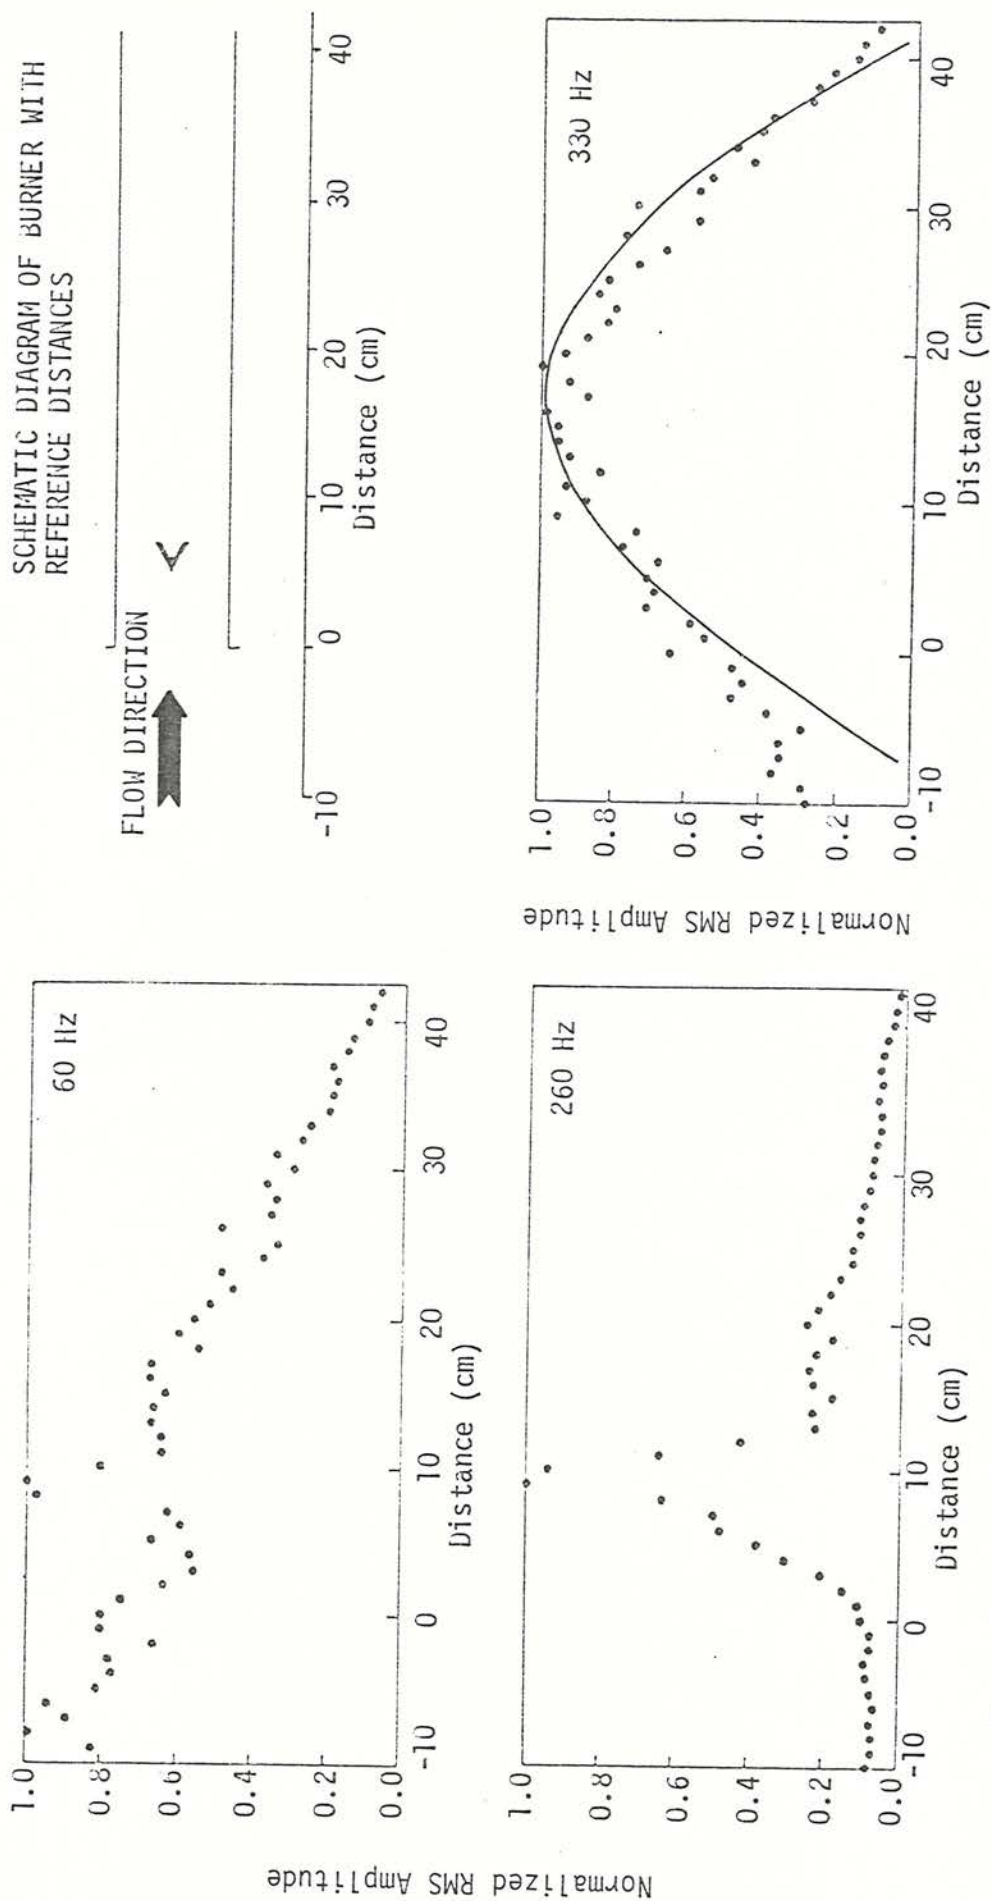 SCHEMATIC DIAGRAM OF BURNER WITH
REFERENCE DISTANCES
FLOW DIRECTION
-10 0 10 20 30 40
Distance (cm)
60 Hz
Normalized RMS Amplitude
1.0
0.8
0.6
0.4
0.2
0.0
-10 0 10 20 30 40
Distance (cm)
260 Hz
1.0
0.8
0.6
0.4
0.2
0.0
-10 0 10 20 30 40
Distance (cm)
330 Hz
Normalized RMS Amplitude
1.0
0.8
0.6
0.4
0.2
0.0
-10 0 10 20 30 40
Distance (cm)